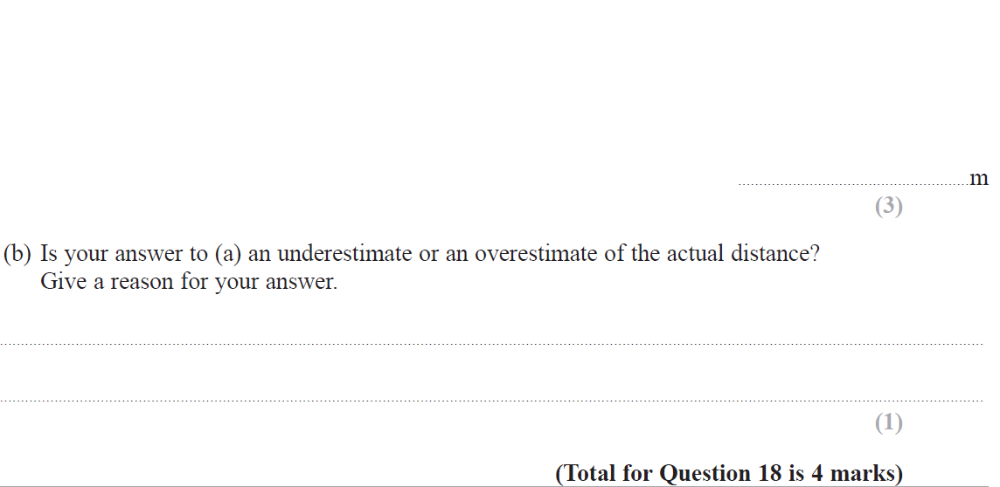 m
(3)
(b) Is your answer to (a) an underestimate or an overestimate of the actual distance?
Give a reason for your answer.
(1)
(Total for Question 18 is 4 marks)